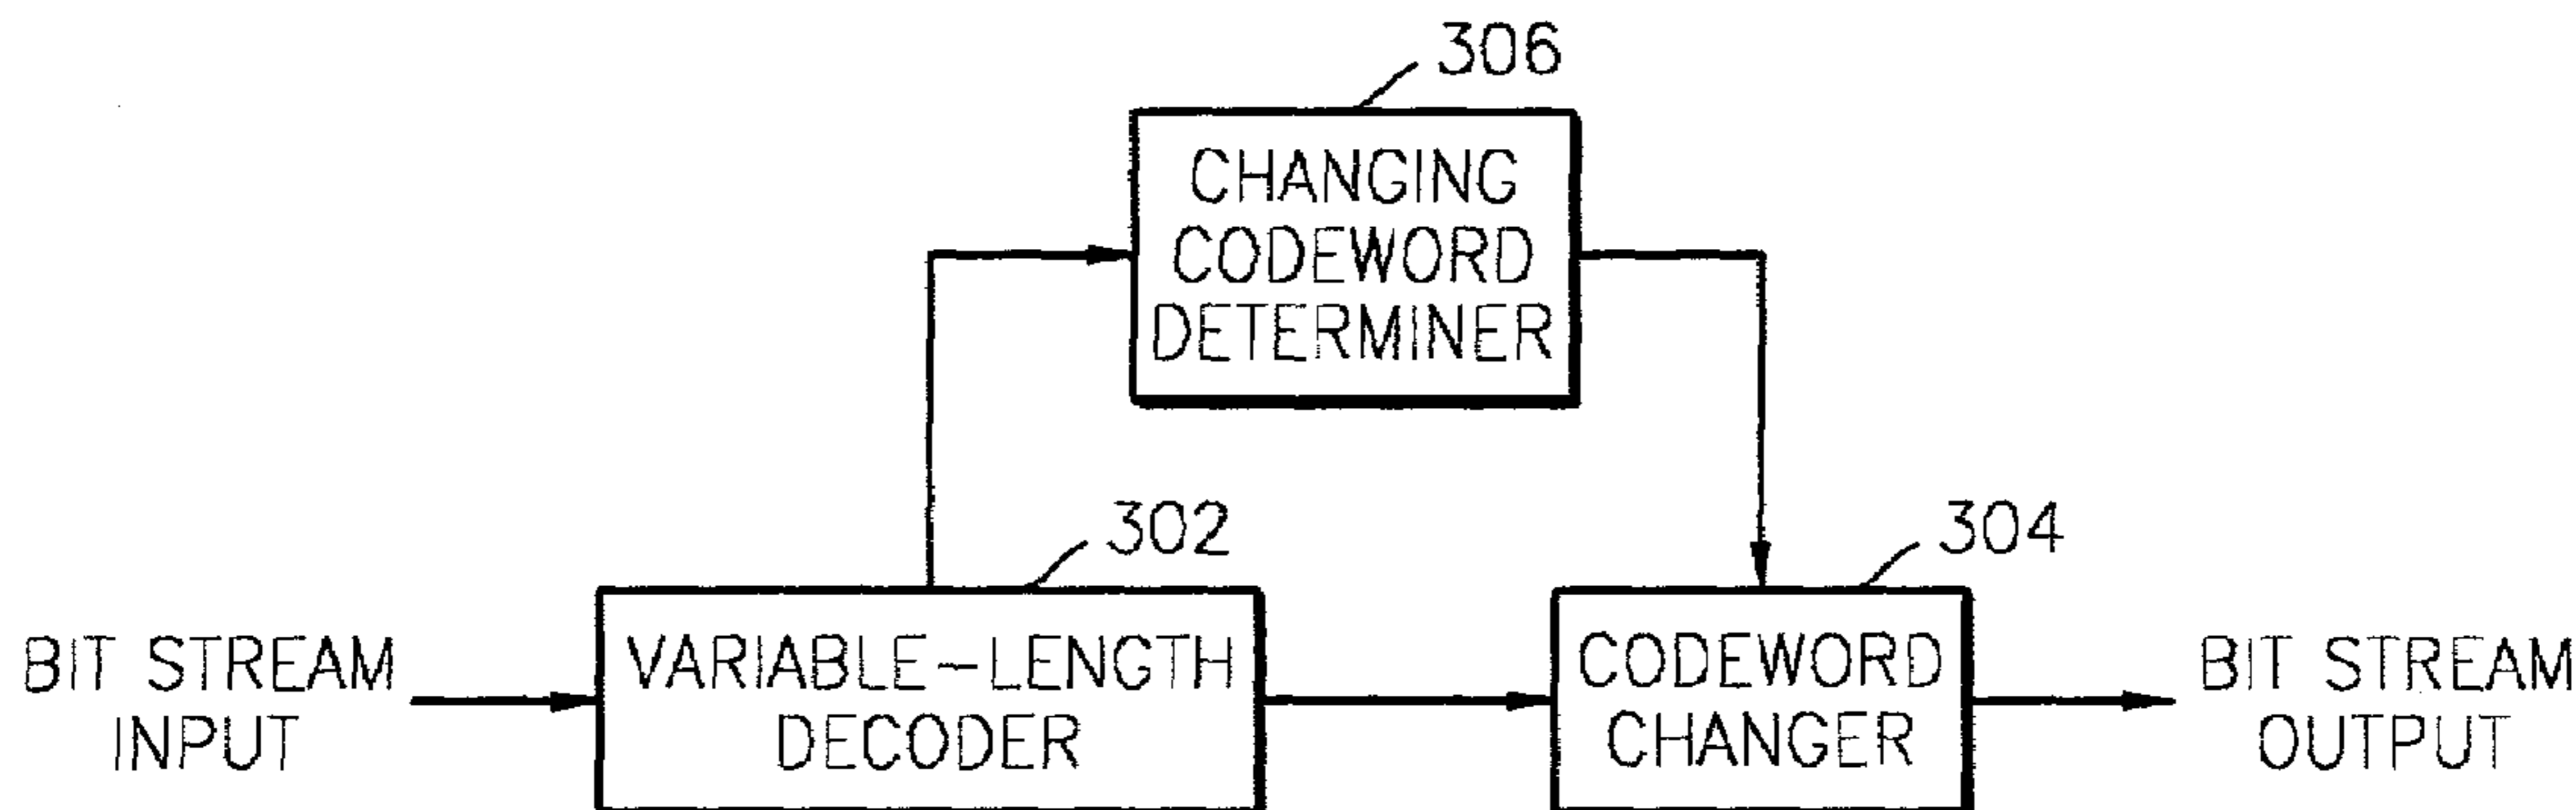 306
CHANGING
CODEWORD
DETERMINER
302
304
BIT STREAM
INPUT
VARIABLE-LENGTH
DECODER
CODEWORD
CHANGER
BIT STREAM
OUTPUT